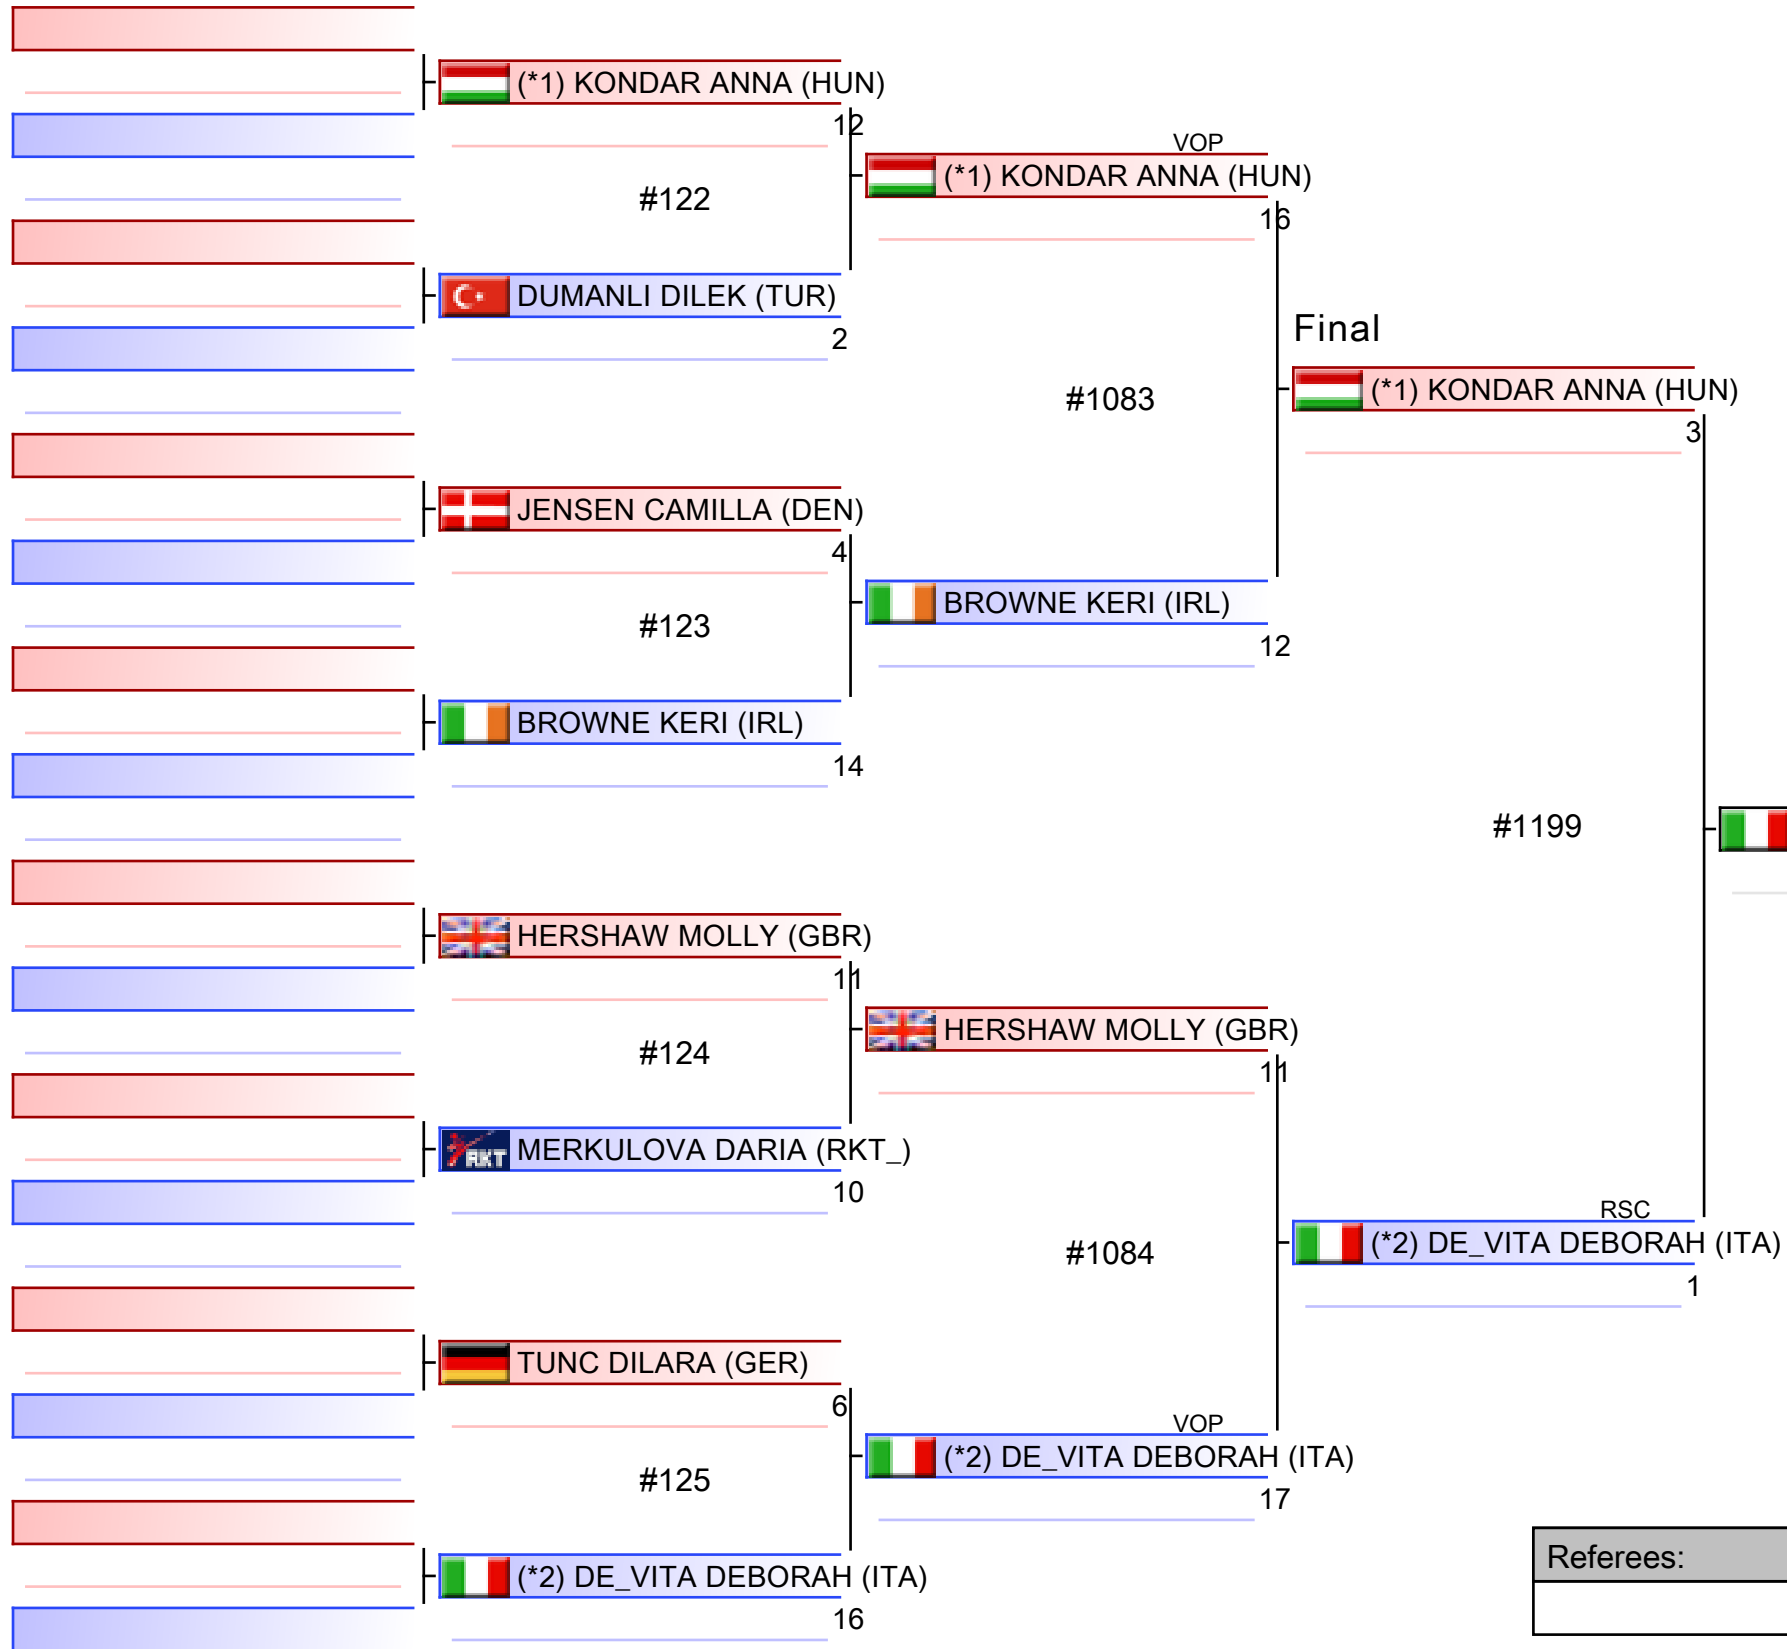 (*1) KONDAR ANNA (HUN)
12
#122
DUMANLI DILEK (TUR)
2
JENSEN CAMILLA (DEN)
4
#123
BROWNE KERI (IRL)
14
HERSHAW MOLLY (GBR)
11
#124
RKT
MERKULOVA DARIA (RKT_)
10
TUNC DILARA (GER)
6
#125
(*2) DE_VITA DEBORAH (ITA)
16
VOP
(*1) KONDAR ANNA (HUN)
16
#1083
BROWNE KERI (IRL)
12
HERSHAW MOLLY (GBR)
11
#1084
VOP
(*2) DE_VITA DEBORAH (ITA)
17
Final
(*1) KONDAR ANNA (HUN)
3
#1199
RSC
(*2) DE_VITA DEBORAH (ITA)
1
Referees: